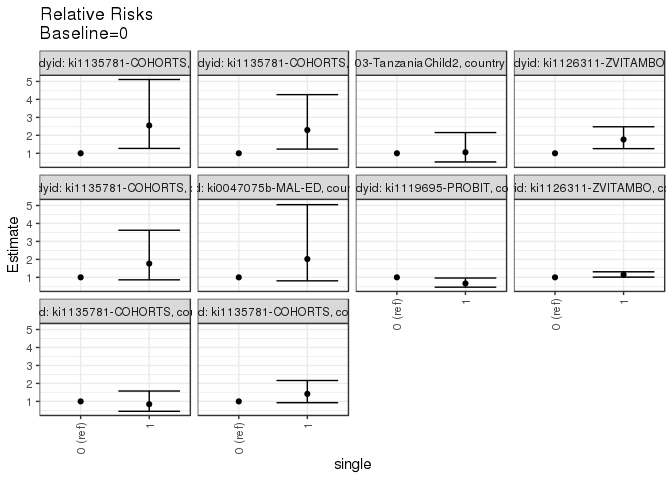 Relative Risks
Baseline=0
dyid: ki1135781-COHORTS,
dyid: ki1135781-COHORTS,
03-TanzaniaChild2, country
dyid: ki1126311-ZVITAMBO
5
4
3
2
1
dyid: ki1135781-COHORTS,
d: ki0047075b-MAL-ED, cou
dyid: ki1119695-PROBIT, co
id: ki1126311-ZVITAMBO, c
5
4
3
2
1
0 (ref)
1
0 (ref)
1
d: ki1135781-COHORTS, cou
d: ki1135781-COHORTS, co
5
4
3
2
1
0 (ref)
1
0 (ref)
1
Estimate
single